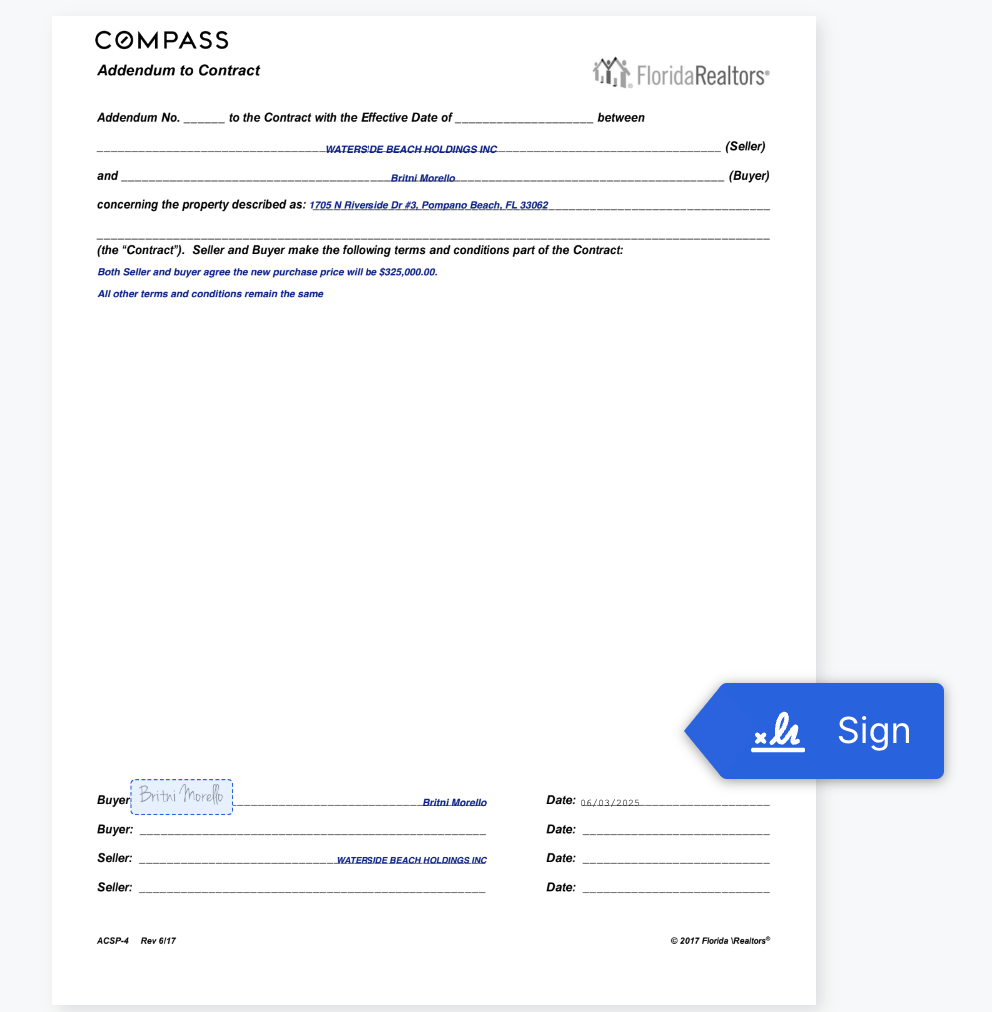 COMPASS
Addendum to Contract
FloridaRealtors®
Addendum No. ______ to the Contract with the Effective Date of ____________________ between
WATERSIDE BEACH HOLDINGS INC (Seller)
and Britni Morello (Buyer)
concerning the property described as: 1705 N Riverside Dr #3, Pompano Beach, FL 33062
(the “Contract”). Seller and Buyer make the following terms and conditions part of the Contract:
Both Seller and buyer agree the new purchase price will be $325,000.00.
All other terms and conditions remain the same
Sign
Buyer Britni Morello Britni Morello Date: 06/03/2025
Buyer: Date:
Seller: WATERSIDE BEACH HOLDINGS INC Date:
Seller: Date:
ACSP-4 Rev 6/17 © 2017 Florida \Realtors®